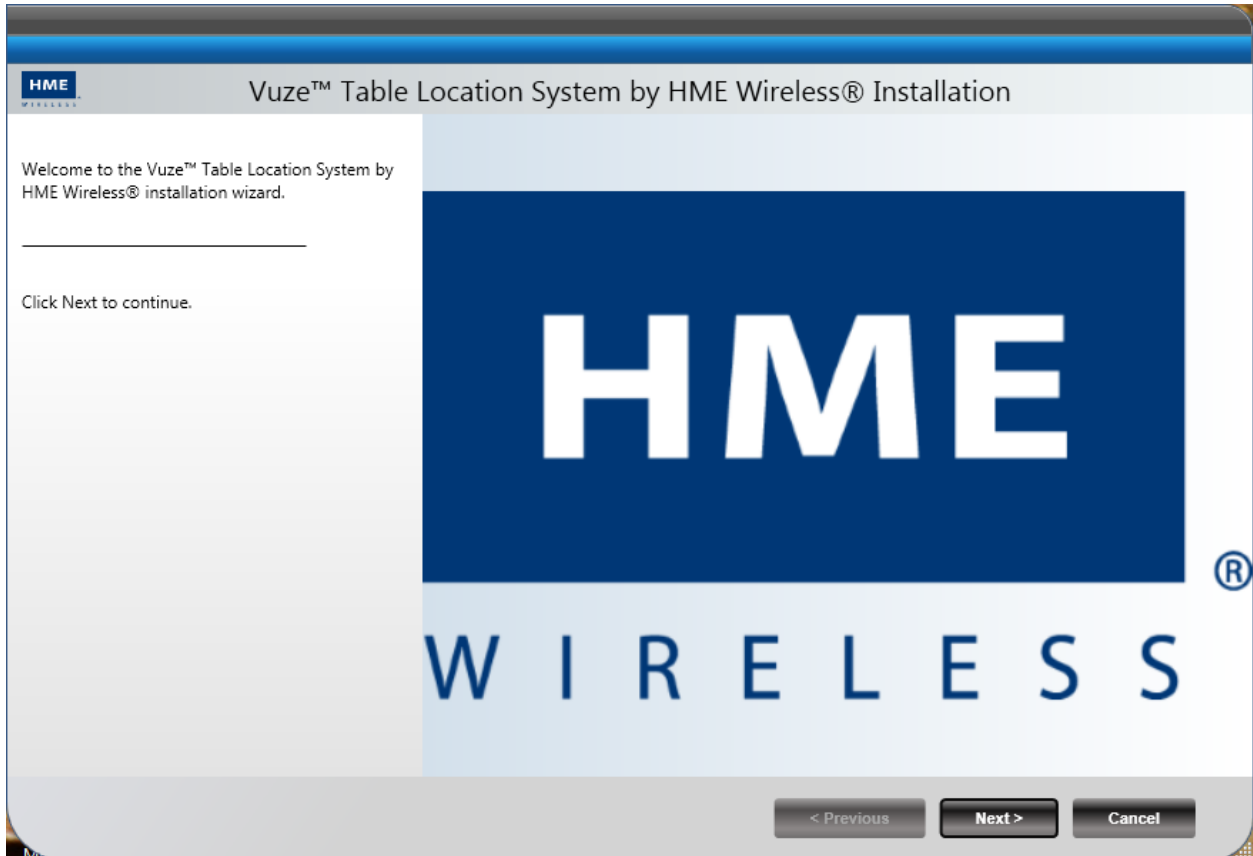 HME
WIRELESS
Vuze™ Table Location System by HME Wireless® Installation
Welcome to the Vuze™ Table Location System by
HME Wireless® installation wizard.
Click Next to continue.
HME
®
WIRELESS
< Previous
Next >
Cancel